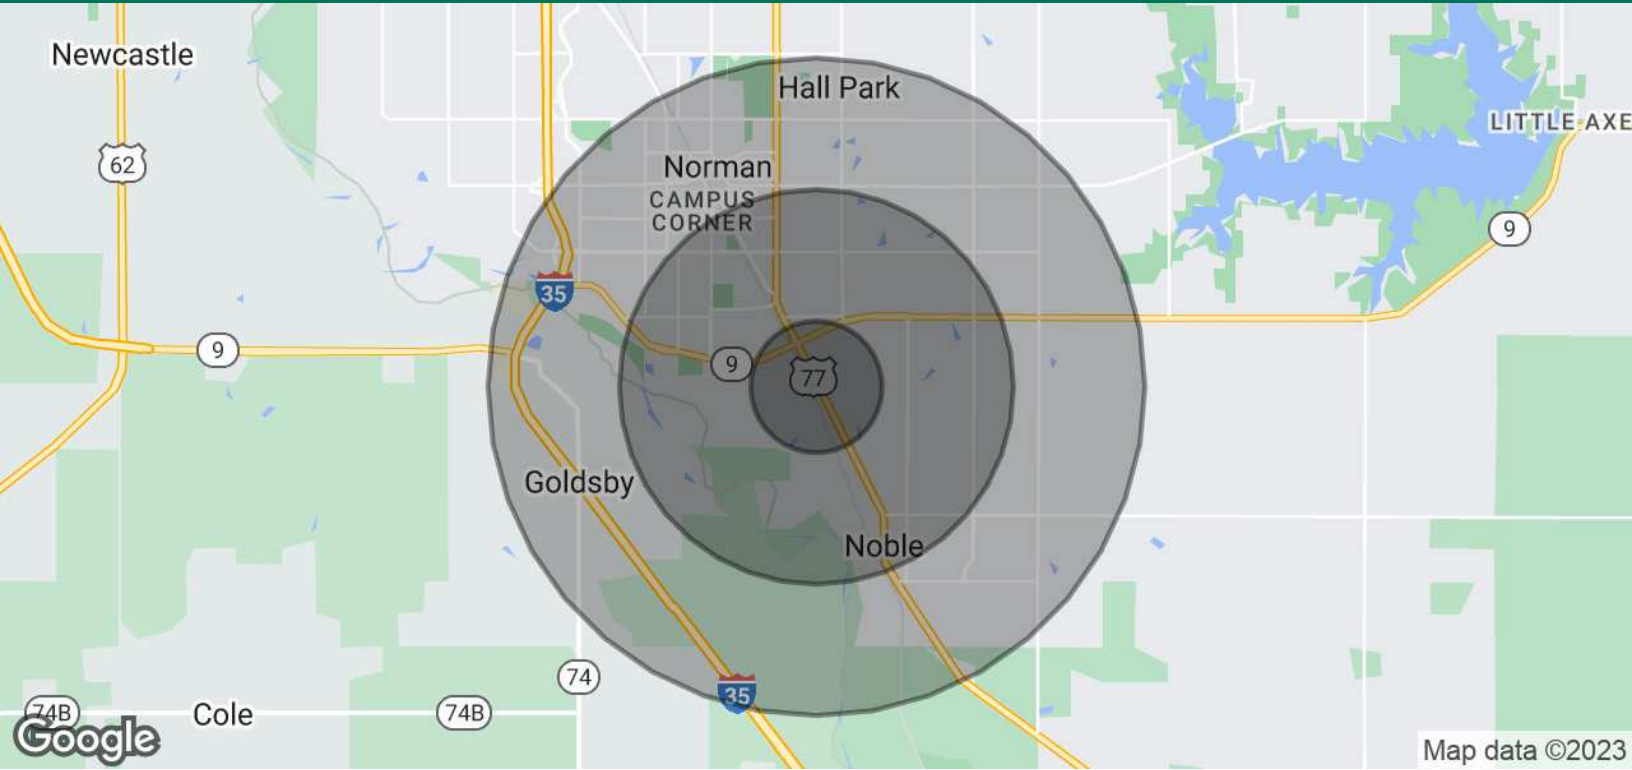 Newcastle
Hall Park
LITTLE AXE
62
Norman
CAMPUS
CORNER
9
35
9
9
77
Goldsby
Noble
74
35
74B
Cole
74B
Google
Map data ©2023